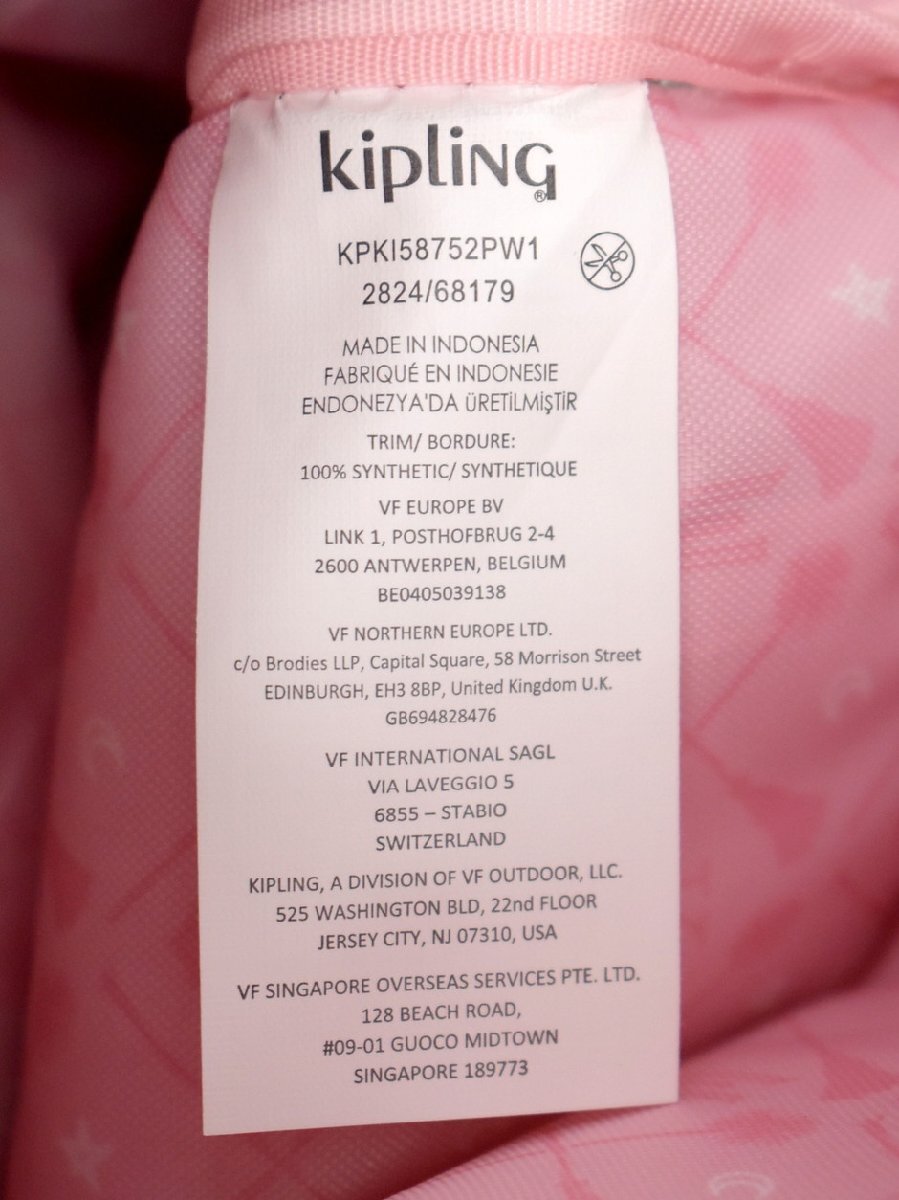 kipling®
KPKI58752PW1
2824/68179
MADE IN INDONESIA
FABRIQUÉ EN INDONESIE
ENDONEZYA'DA ÜRETİLMİŞTİR
TRIM/ BORDURE:
100% SYNTHETIC/ SYNTHETIQUE
VF EUROPE BV
LINK 1, POSTHOFBRUG 2-4
2600 ANTWERPEN, BELGIUM
BE0405039138
VF NORTHERN EUROPE LTD.
c/o Brodies LLP, Capital Square, 58 Morrison Street
EDINBURGH, EH3 8BP, United Kingdom U.K.
GB694828476
VF INTERNATIONAL SAGL
VIA LAVEGGIO 5
6855 – STABIO
SWITZERLAND
KIPLING, A DIVISION OF VF OUTDOOR, LLC.
525 WASHINGTON BLD, 22nd FLOOR
JERSEY CITY, NJ 07310, USA
VF SINGAPORE OVERSEAS SERVICES PTE. LTD.
128 BEACH ROAD,
#09-01 GUOCO MIDTOWN
SINGAPORE 189773